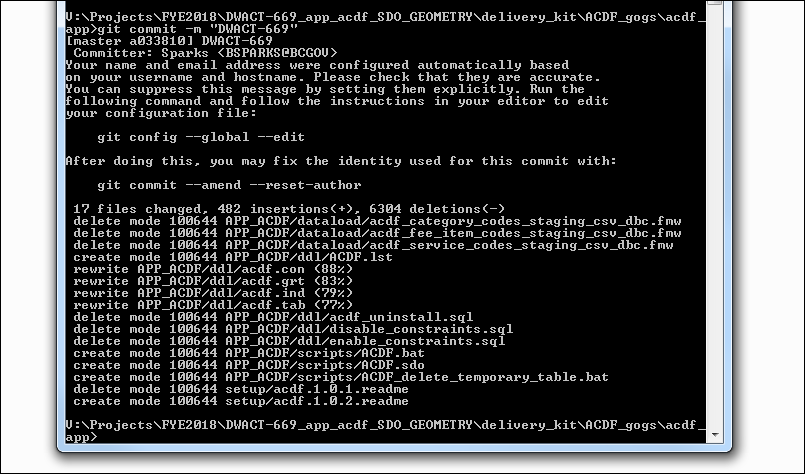 V:\Projects\FYE2018\DWACT-669_app_acdf_SDO_GEOMETRY\delivery_kit\ACDF_gogs\acdf_
app>git commit -m "DWACT-669"
[master a033810] DWACT-669
 Committer: Sparks <BSPARKS@BCGOV>
Your name and email address were configured automatically based
on your username and hostname. Please check that they are accurate.
You can suppress this message by setting them explicitly. Run the
following command and follow the instructions in your editor to edit
your configuration file:
    git config --global --edit
After doing this, you may fix the identity used for this commit with:
    git commit --amend --reset-author
 17 files changed, 482 insertions(+), 6304 deletions(-)
 delete mode 100644 APP_ACDF/dataload/acdf_category_codes_staging_csv_dbc.fmw
 delete mode 100644 APP_ACDF/dataload/acdf_fee_item_codes_staging_csv_dbc.fmw
 delete mode 100644 APP_ACDF/dataload/acdf_service_codes_staging_csv_dbc.fmw
 create mode 100644 APP_ACDF/ddl/ACDF.lst
 rewrite APP_ACDF/ddl/acdf.con (88%)
 rewrite APP_ACDF/ddl/acdf.grt (83%)
 rewrite APP_ACDF/ddl/acdf.ind (79%)
 rewrite APP_ACDF/ddl/acdf.tab (77%)
 delete mode 100644 APP_ACDF/ddl/acdf_uninstall.sql
 delete mode 100644 APP_ACDF/ddl/disable_constraints.sql
 delete mode 100644 APP_ACDF/ddl/enable_constraints.sql
 create mode 100644 APP_ACDF/scripts/ACDF.bat
 create mode 100644 APP_ACDF/scripts/ACDF.sdo
 create mode 100644 APP_ACDF/scripts/ACDF_delete_temporary_table.bat
 delete mode 100644 setup/acdf.1.0.1.readme
 create mode 100644 setup/acdf.1.0.2.readme
V:\Projects\FYE2018\DWACT-669_app_acdf_SDO_GEOMETRY\delivery_kit\ACDF_gogs\acdf_
app>